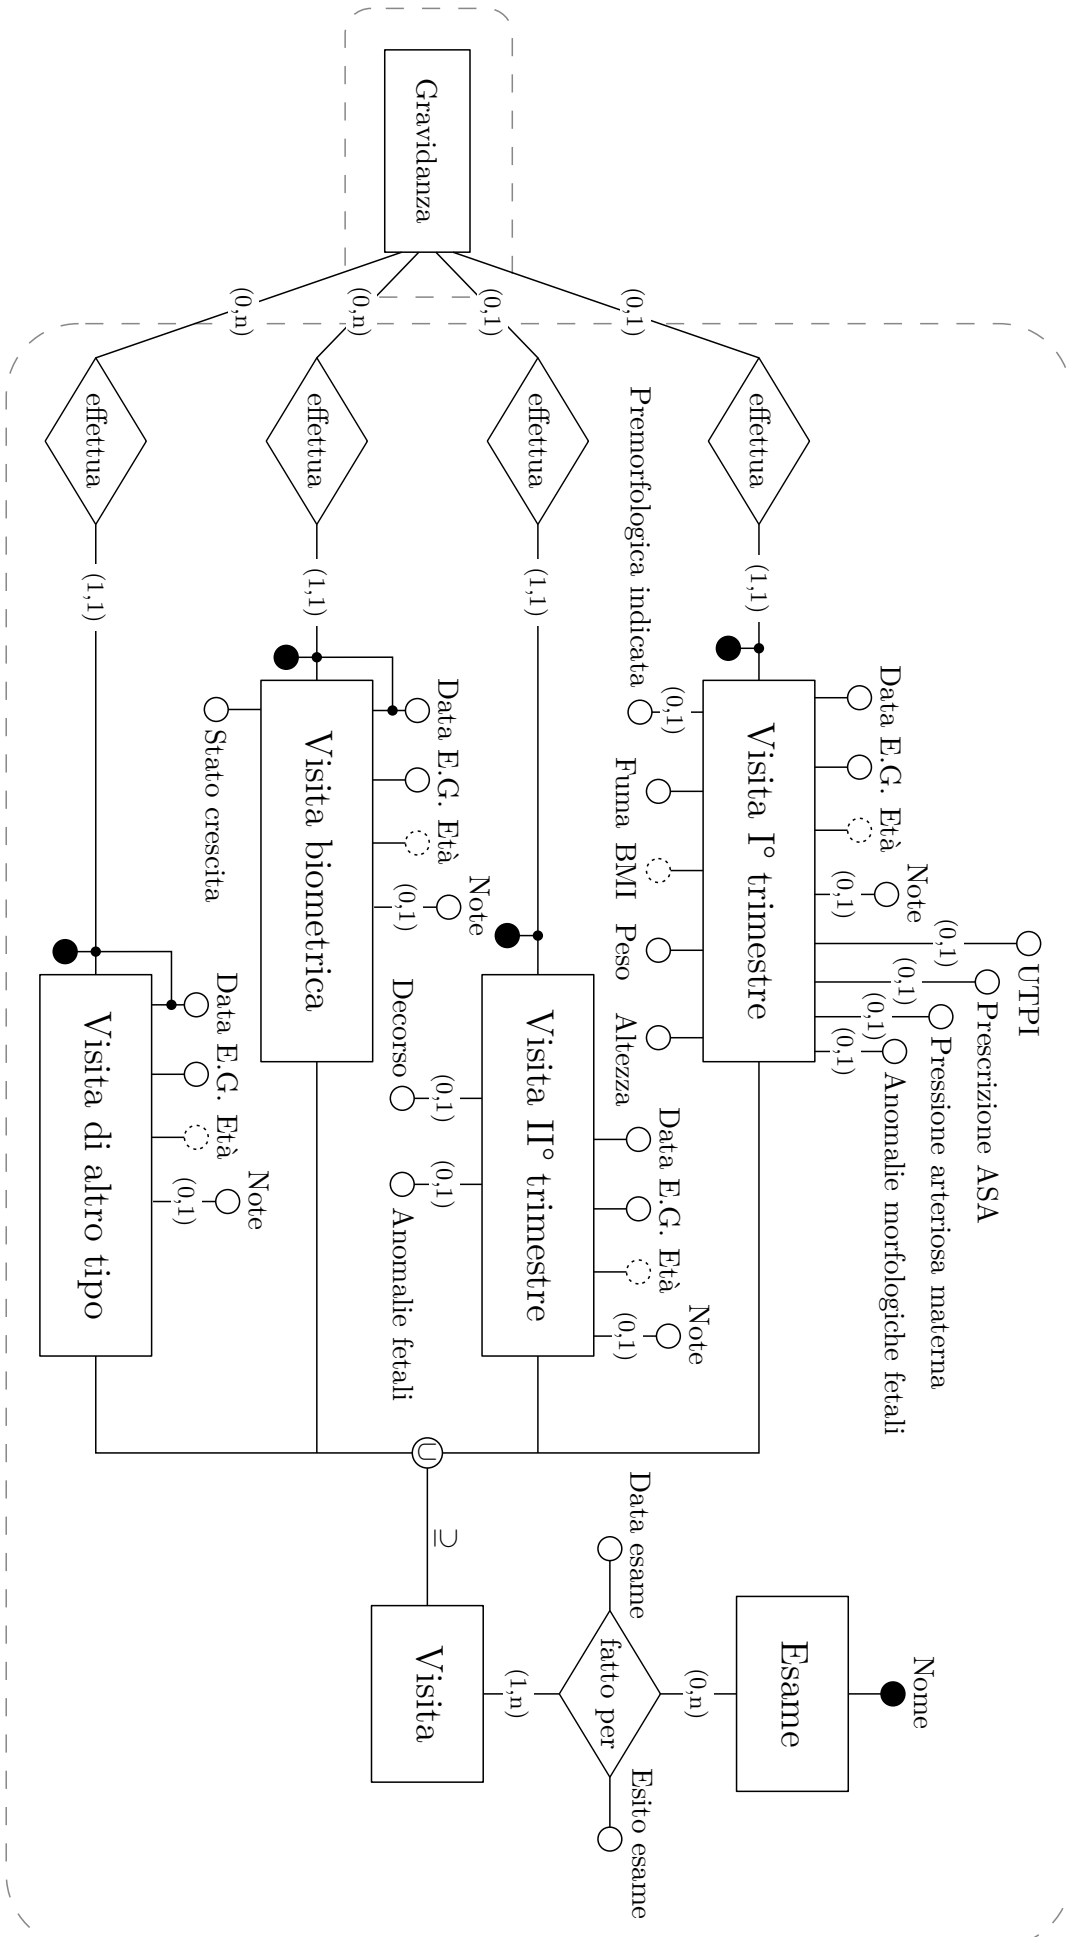 Gravidanza
(0,1)
(0,1)
(0,n)
(0,n)
effettua
effettua
effettua
effettua
(1,1)
(1,1)
(1,1)
(1,1)
UTPI
(0,1)
Prescrizione ASA
(0,1)
Pressione arteriosa materna
(0,1)
Anomalie morfologiche fetali
(0,1)
Data E.G. Età
Note
(0,1)
Visita I° trimestre
Premorfologica indicata
(0,1)
Fuma BMI Peso Altezza
Data E.G. Età
Note
(0,1)
Visita II° trimestre
Decorso
(0,1)
Anomalie fetali
(0,1)
Data E.G. Età
Note
(0,1)
Visita biometrica
Stato crescita
Data E.G. Età
Note
(0,1)
Visita di altro tipo
∪
⊆
Nome
Esame
(0,n)
Data esame
fatto per
Esito esame
(1,n)
Visita